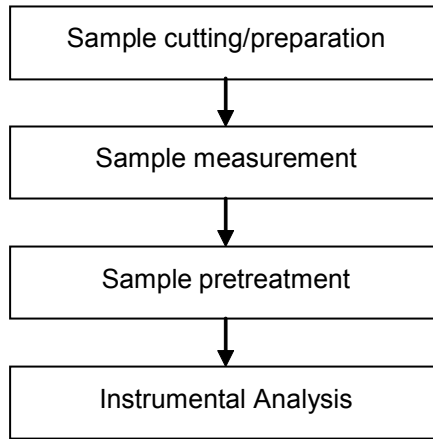 Sample cutting/preparation
Sample measurement
Sample pretreatment
Instrumental Analysis